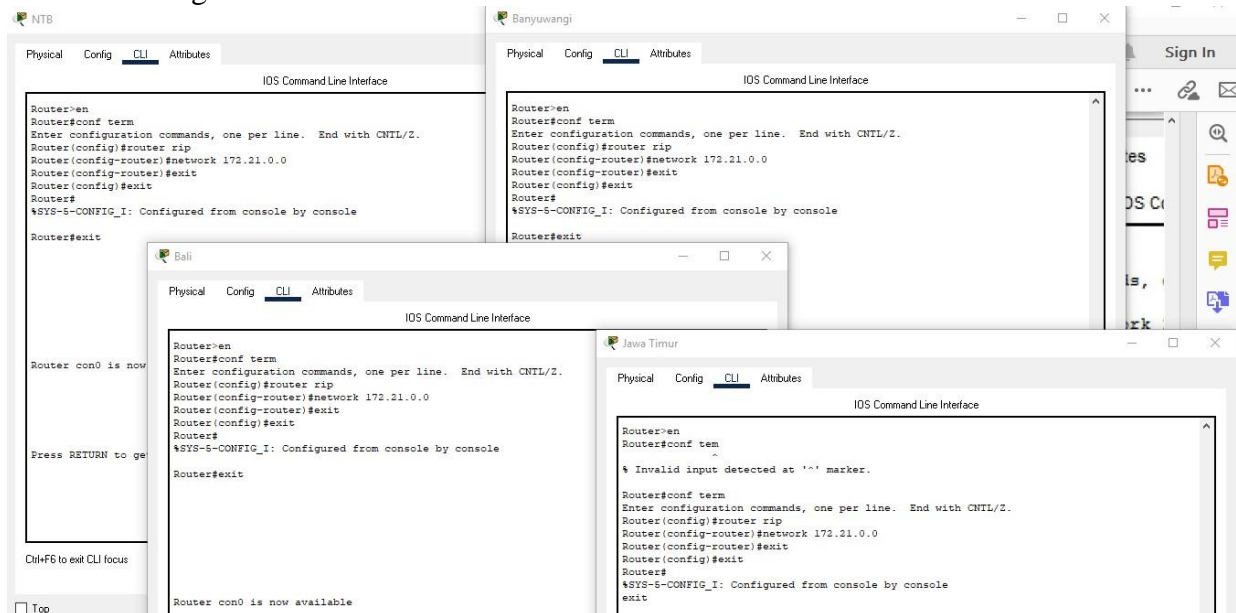 NTB
Physical Config CLI Attributes
IOS Command Line Interface
Router>en
Router#conf term
Enter configuration commands, one per line. End with CNTL/Z.
Router(config)#router rip
Router(config-router)#network 172.21.0.0
Router(config-router)#exit
Router(config)#exit
Router#
%SYS-5-CONFIG_I: Configured from console by console
Router#exit
Router con0 is now
Press RETURN to ge
Ctrl+F6 to exit CLI focus
Top
Banyuwangi
Physical Config CLI Attributes
IOS Command Line Interface
Router>en
Router#conf term
Enter configuration commands, one per line. End with CNTL/Z.
Router(config)#router rip
Router(config-router)#network 172.21.0.0
Router(config-router)#exit
Router(config)#exit
Router#
%SYS-5-CONFIG_I: Configured from console by console
Router#exit
Sign In
Bali
Physical Config CLI Attributes
IOS Command Line Interface
Router>en
Router#conf term
Enter configuration commands, one per line. End with CNTL/Z.
Router(config)#router rip
Router(config-router)#network 172.21.0.0
Router(config-router)#exit
Router(config)#exit
Router#
%SYS-5-CONFIG_I: Configured from console by console
Router#exit
Router con0 is now available
Jawa Timur
Physical Config CLI Attributes
IOS Command Line Interface
Router>en
Router#conf tem
^
% Invalid input detected at '^' marker.
Router#conf term
Enter configuration commands, one per line. End with CNTL/Z.
Router(config)#router rip
Router(config-router)#network 172.21.0.0
Router(config-router)#exit
Router(config)#exit
Router#
%SYS-5-CONFIG_I: Configured from console by console
exit